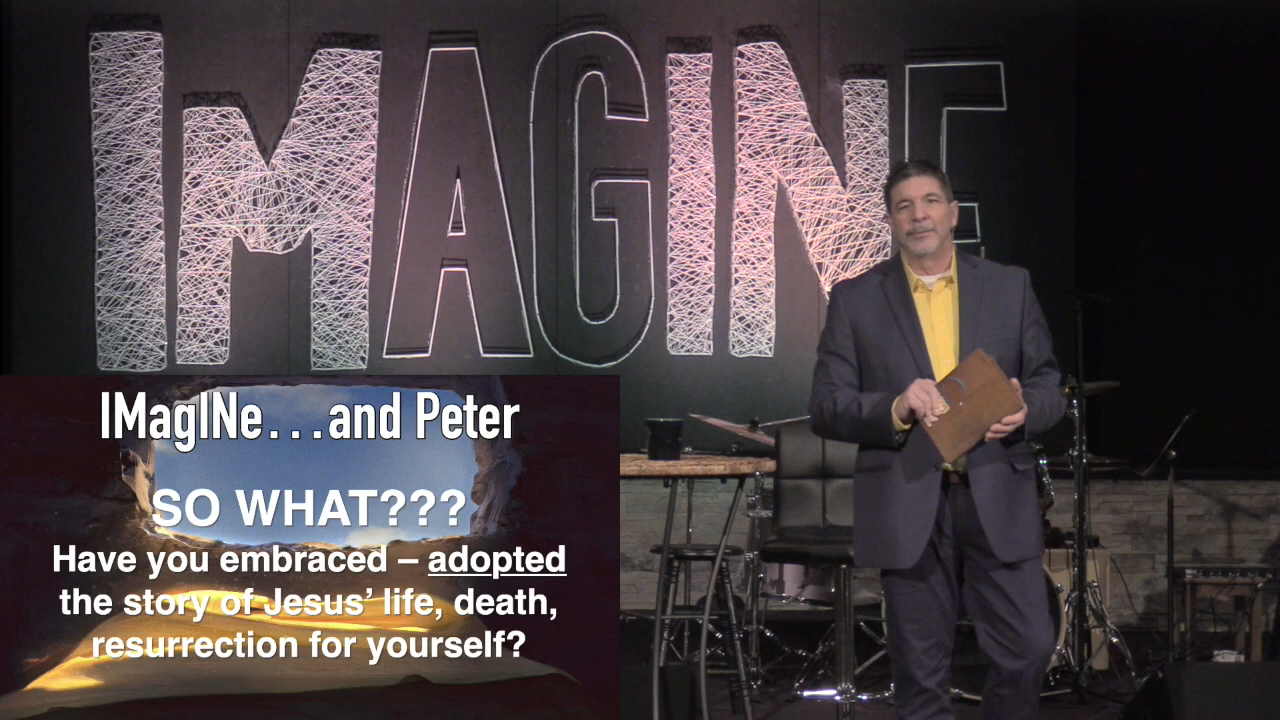 IMAGINE
IMagINe...and Peter
SO WHAT???
Have you embraced – adopted
the story of Jesus' life, death,
resurrection for yourself?